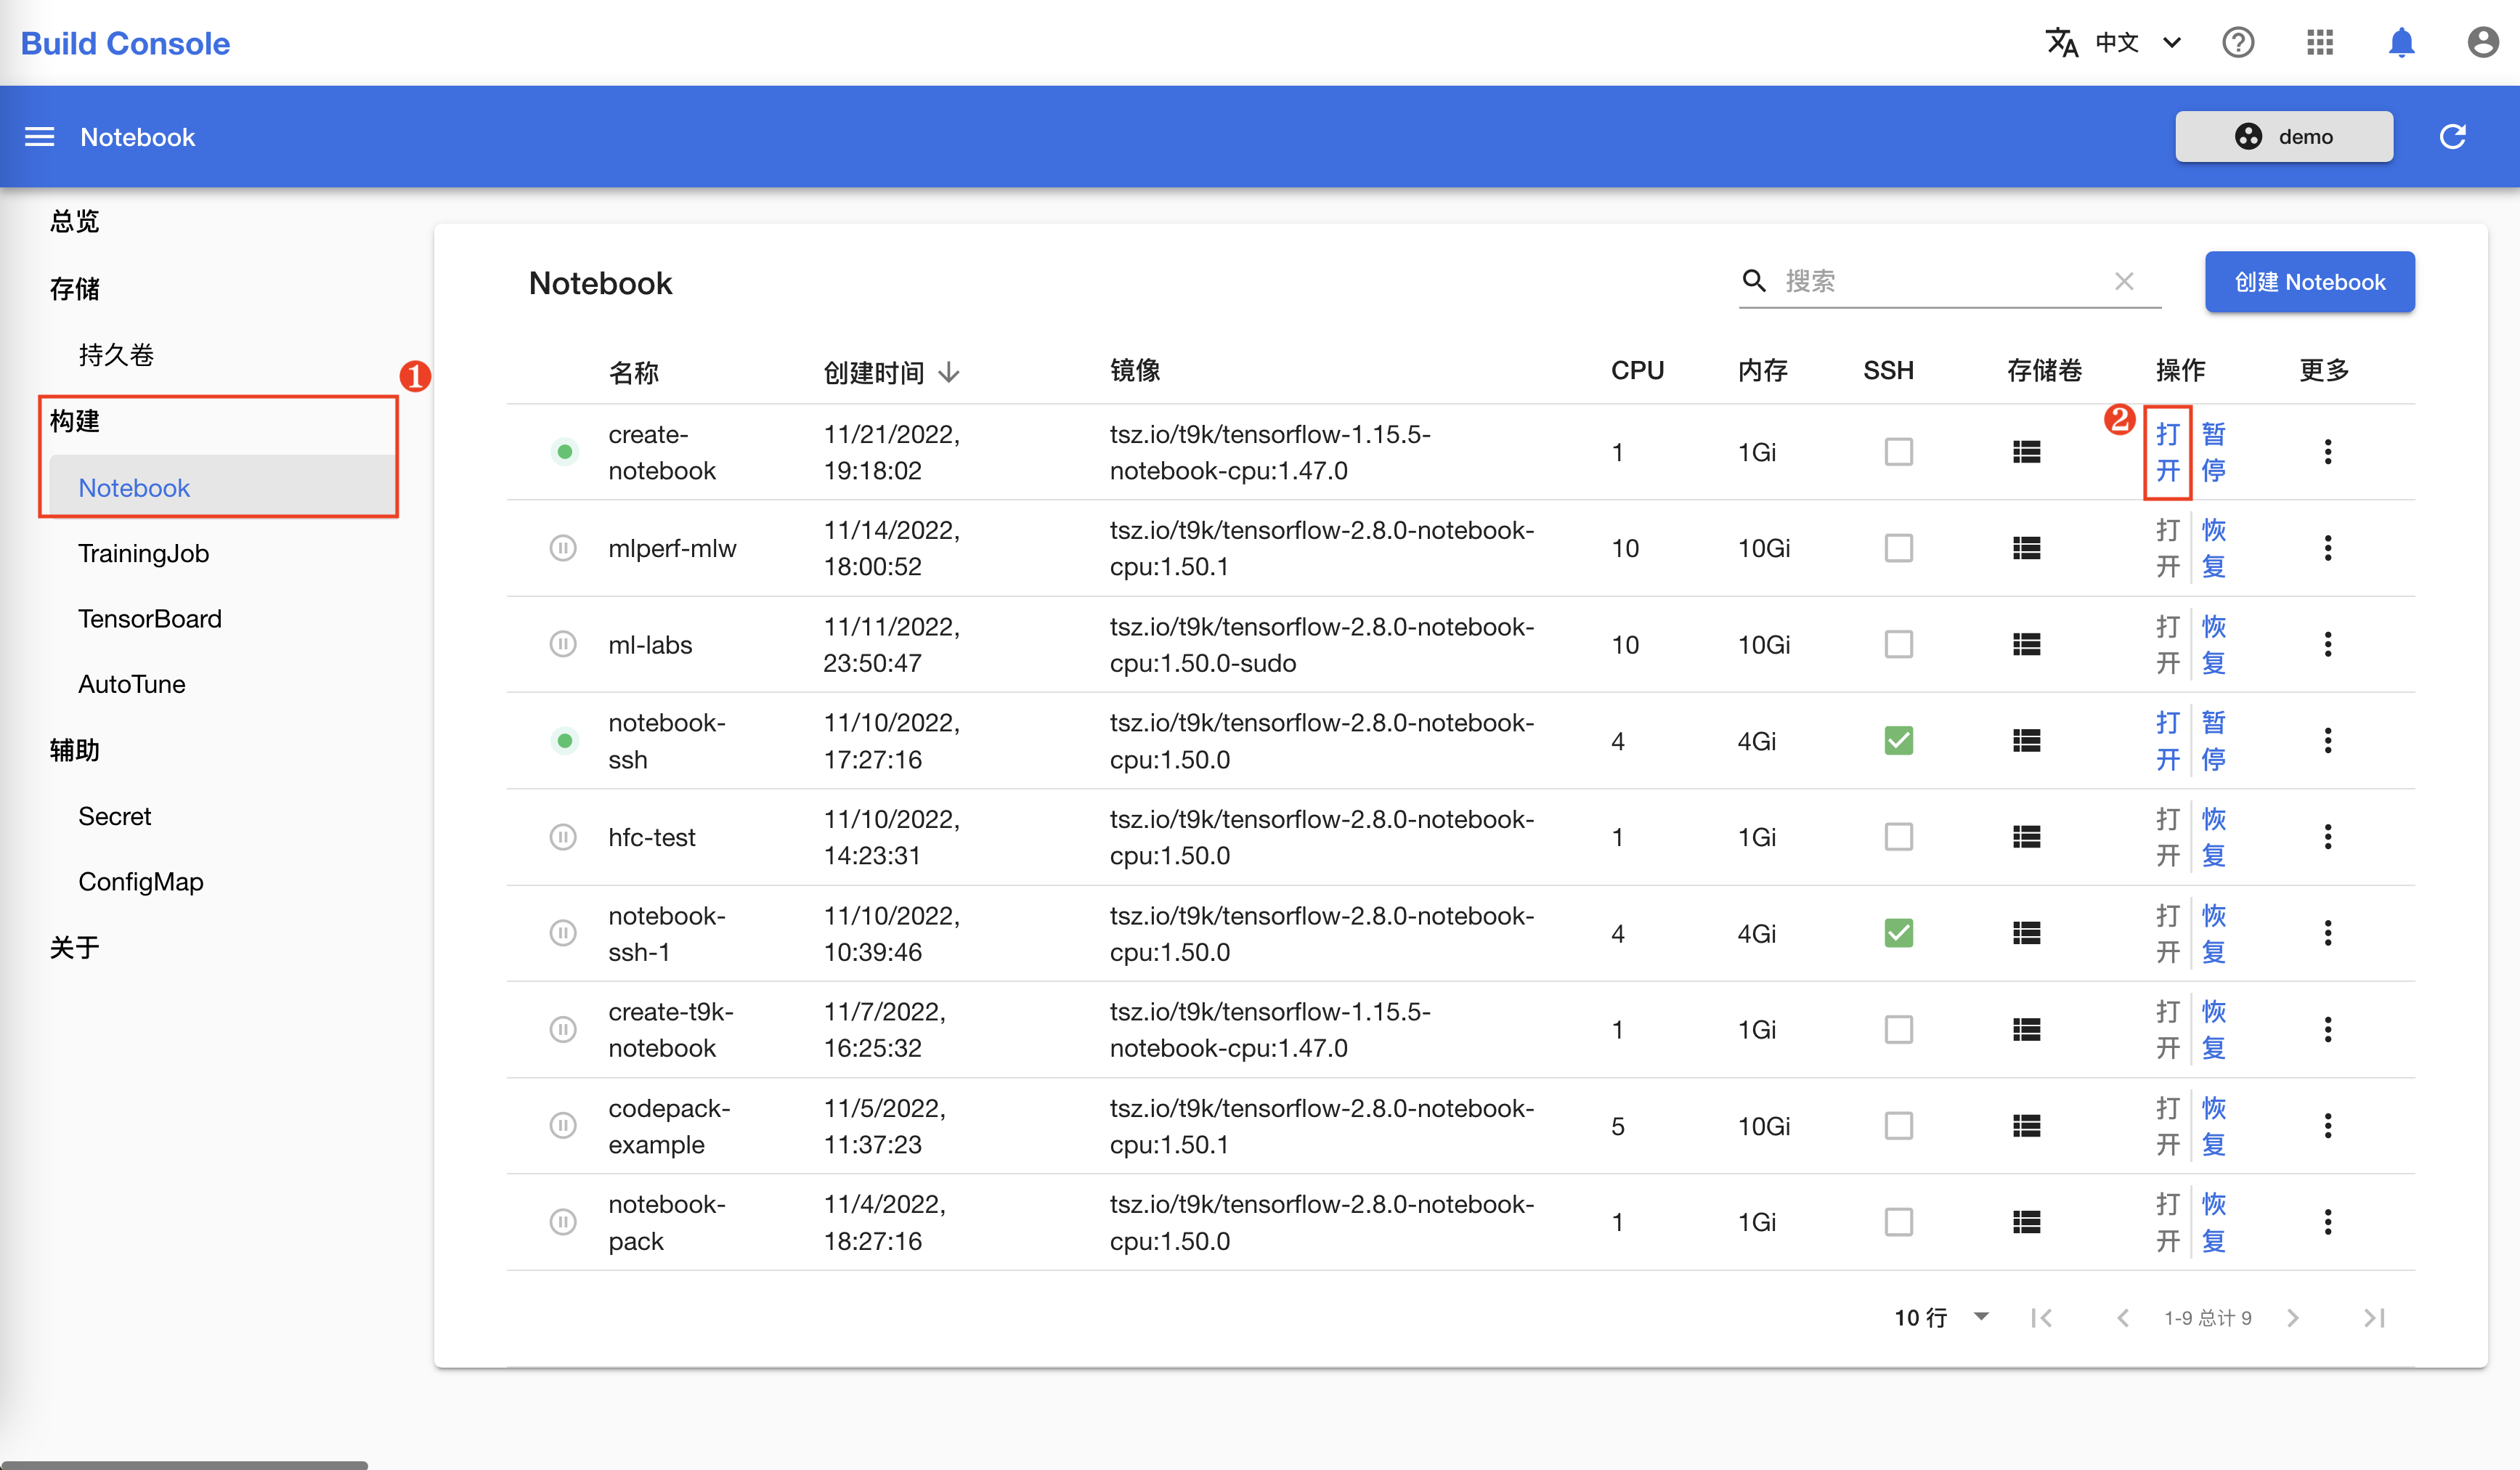 Build Console
中文
Notebook
demo
总览
存储
持久卷
构建
Notebook
TrainingJob
TensorBoard
AutoTune
辅助
Secret
ConfigMap
关于
1
2
Notebook
搜索
创建 Notebook
名称 创建时间 镜像 CPU 内存 SSH 存储卷 操作 更多
create- 11/21/2022, tsz.io/t9k/tensorflow-1.15.5- 打 暂
notebook 19:18:02 notebook-cpu:1.47.0 1 1Gi 开 停
mlperf-mlw 11/14/2022, tsz.io/t9k/tensorflow-2.8.0-notebook- 10 10Gi 打 恢
18:00:52 cpu:1.50.1 开 复
ml-labs 11/11/2022, tsz.io/t9k/tensorflow-2.8.0-notebook- 10 10Gi 打 恢
23:50:47 cpu:1.50.0-sudo 开 复
notebook- 11/10/2022, tsz.io/t9k/tensorflow-2.8.0-notebook- 4 4Gi 打 暂
ssh 17:27:16 cpu:1.50.0 开 停
hfc-test 11/10/2022, tsz.io/t9k/tensorflow-2.8.0-notebook- 1 1Gi 打 恢
14:23:31 cpu:1.50.0 开 复
notebook- 11/10/2022, tsz.io/t9k/tensorflow-2.8.0-notebook- 4 4Gi 打 恢
ssh-1 10:39:46 cpu:1.50.0 开 复
create-t9k- 11/7/2022, tsz.io/t9k/tensorflow-1.15.5- 1 1Gi 打 恢
notebook 16:25:32 notebook-cpu:1.47.0 开 复
codepack- 11/5/2022, tsz.io/t9k/tensorflow-2.8.0-notebook- 5 10Gi 打 恢
example 11:37:23 cpu:1.50.1 开 复
notebook- 11/4/2022, tsz.io/t9k/tensorflow-2.8.0-notebook- 1 1Gi 打 恢
pack 18:27:16 cpu:1.50.0 开 复
10 行 1-9 总计 9